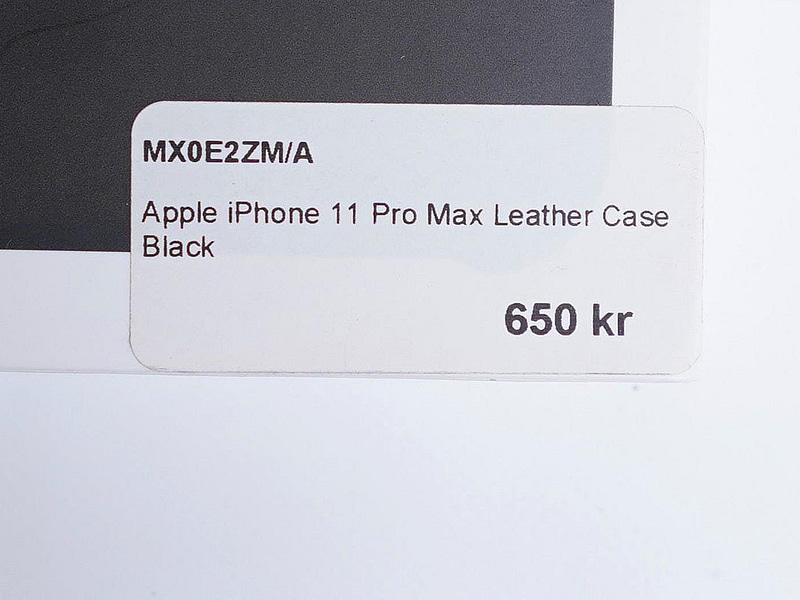 MX0E2ZM/A
Apple iPhone 11 Pro Max Leather Case
Black
650 kr